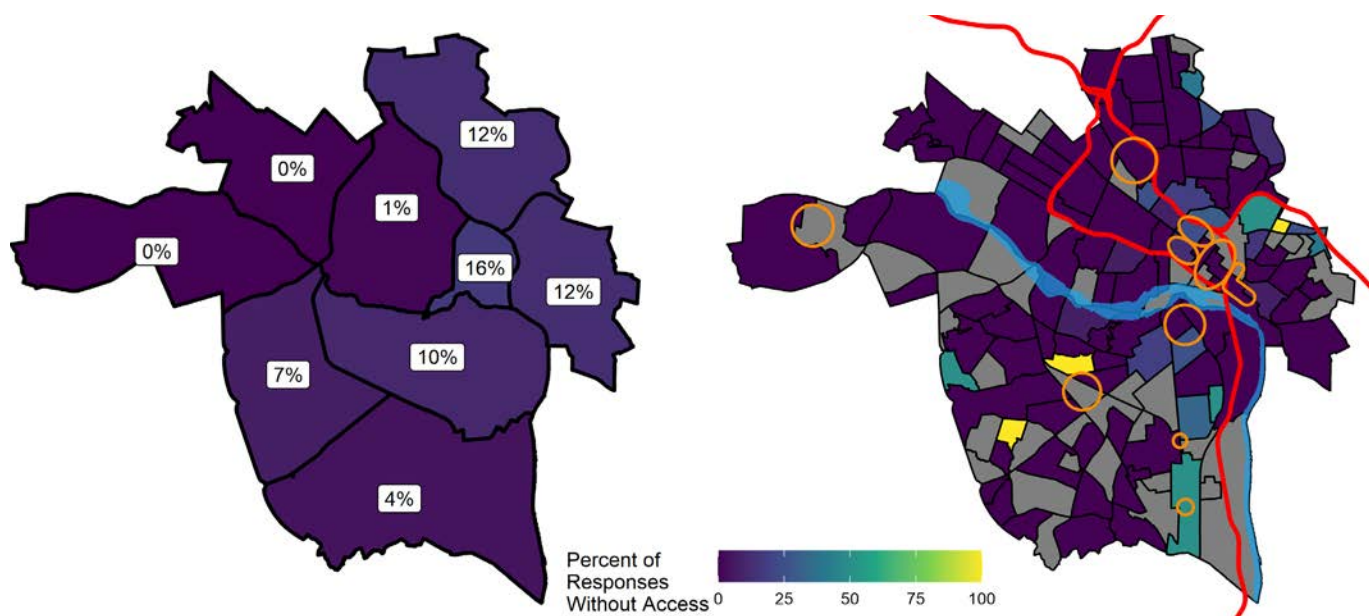 12%
0%
1%
0%
16%
12%
10%
7%
4%
Percent of
Responses
Without Access
0 25 50 75 100